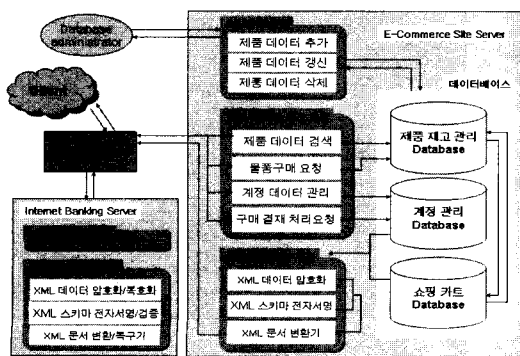 Database
administrator
E-Commerce Site Server
제품 데이터 추가
제품 데이터 갱신
제품 데이터 삭제
데이터베이스
제품 데이터 검색
물품구매 요청
계정 데이터 관리
구매 결재 처리요청
제품 재고 관리
Database
계정 관리
Database
쇼핑 카트
Database
Internet Banking Server
XML 데이터 암호화/복호화
XML 스키마 전자서명/검증
XML 문서 변환/복구기
XML 데이터 암호화
XML 스키마 전자서명
XML 문서 변환기